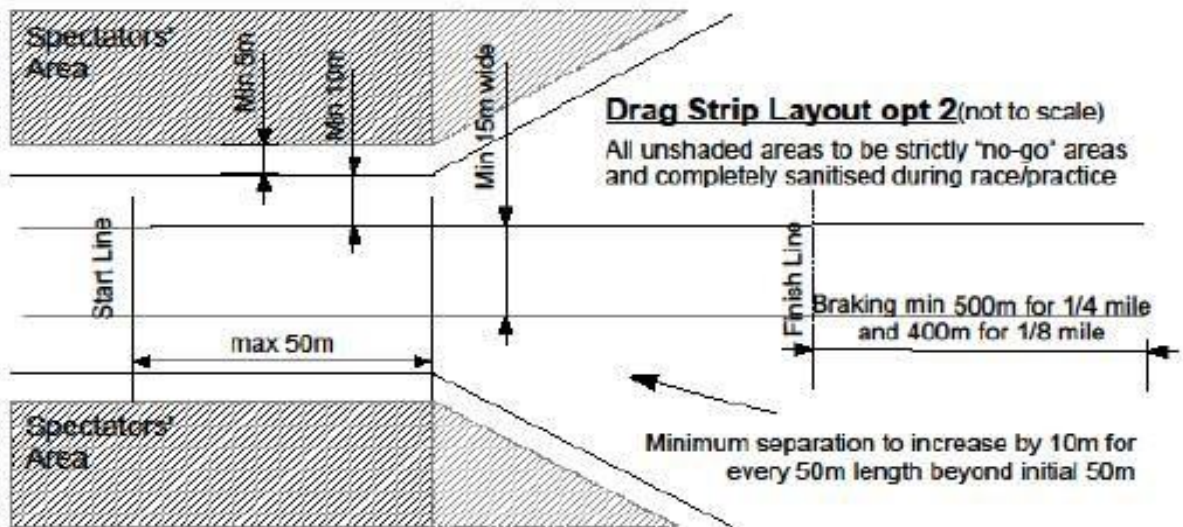 Spectators'
Area
Min 5m
Min 10m
Min 15m wide
Drag Strip Layout opt 2(not to scale)
All unshaded areas to be strictly "no-go" areas
and completely sanitised during race/practice
Start Line
Finish Line
Braking min 500m for 1/4 mile
and 400m for 1/8 mile
max 50m
Spectators'
Area
Minimum separation to increase by 10m for
every 50m length beyond initial 50m